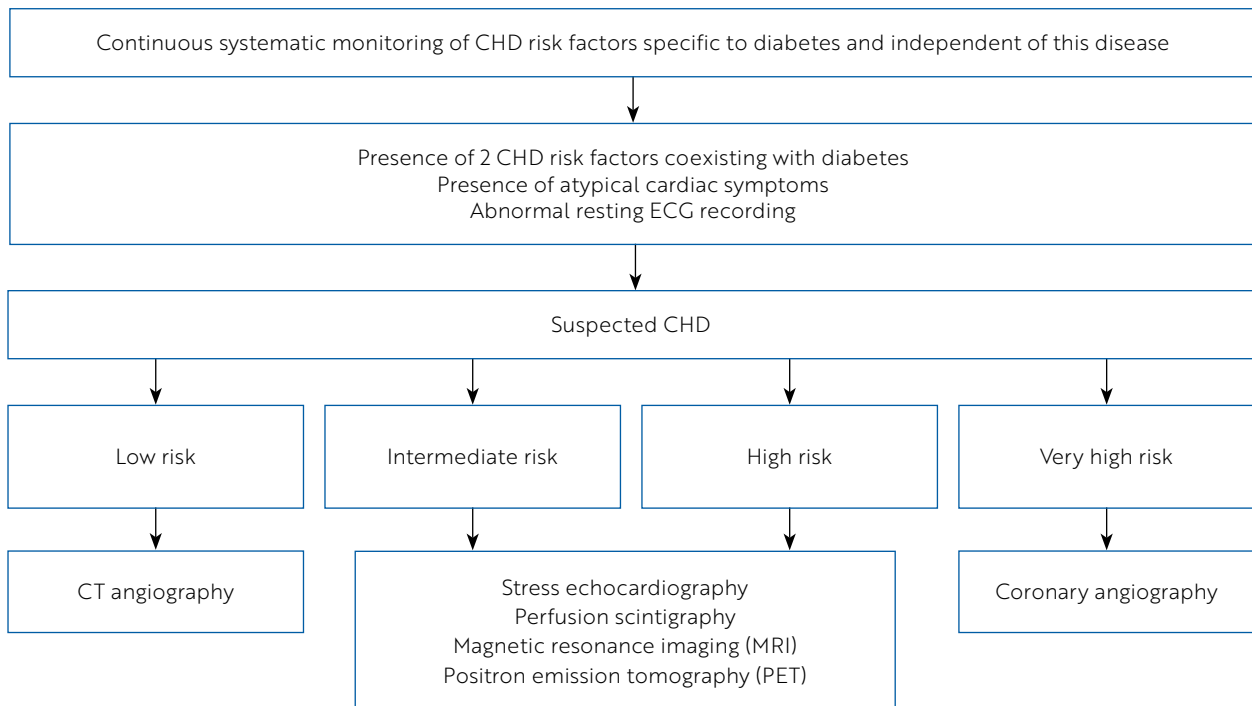 Continuous systematic monitoring of CHD risk factors specific to diabetes and independent of this disease
Presence of 2 CHD risk factors coexisting with diabetes
Presence of atypical cardiac symptoms
Abnormal resting ECG recording
Suspected CHD
Low risk
Intermediate risk
High risk
Very high risk
CT angiography
Stress echocardiography
Perfusion scintigraphy
Magnetic resonance imaging (MRI)
Positron emission tomography (PET)
Coronary angiography